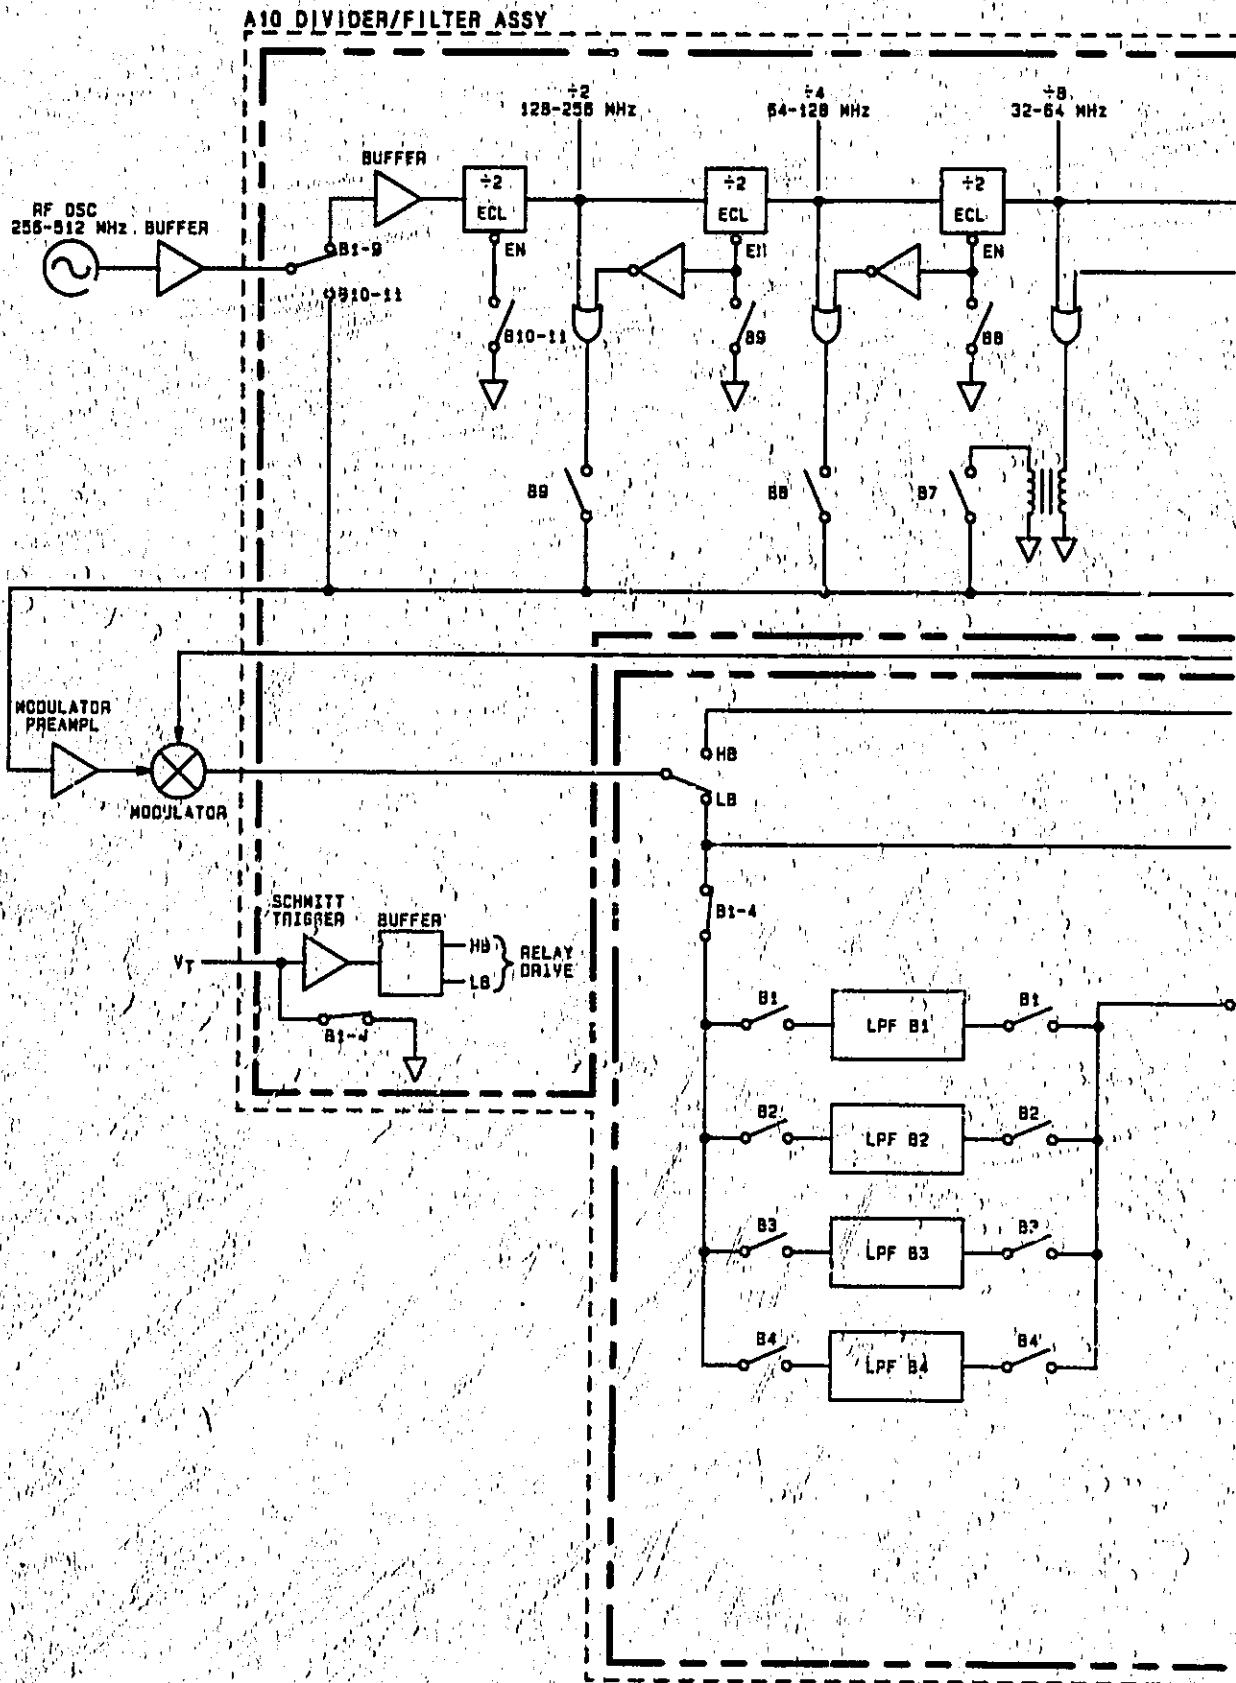 A10 DIVIDER/FILTER ASSY
÷2
128-256 MHz
÷4
64-128 MHz
÷8
32-64 MHz
BUFFER
÷2
ECL
EN
÷2
ECL
EN
÷2
ECL
EN
RF OSC
256-512 MHz
BUFFER
B1-9
B10-11
B10-11
B9
B8
B9
B8
B7
MODULATOR
PREAMPL
MODULATOR
HB
LB
B1-4
SCHMITT
TRIGGER
BUFFER
VT
HB
LB
RELAY
DRIVE
B1-4
B1
LPF B1
B1
B2
LPF B2
B2
B3
LPF B3
B3
B4
LPF B4
B4